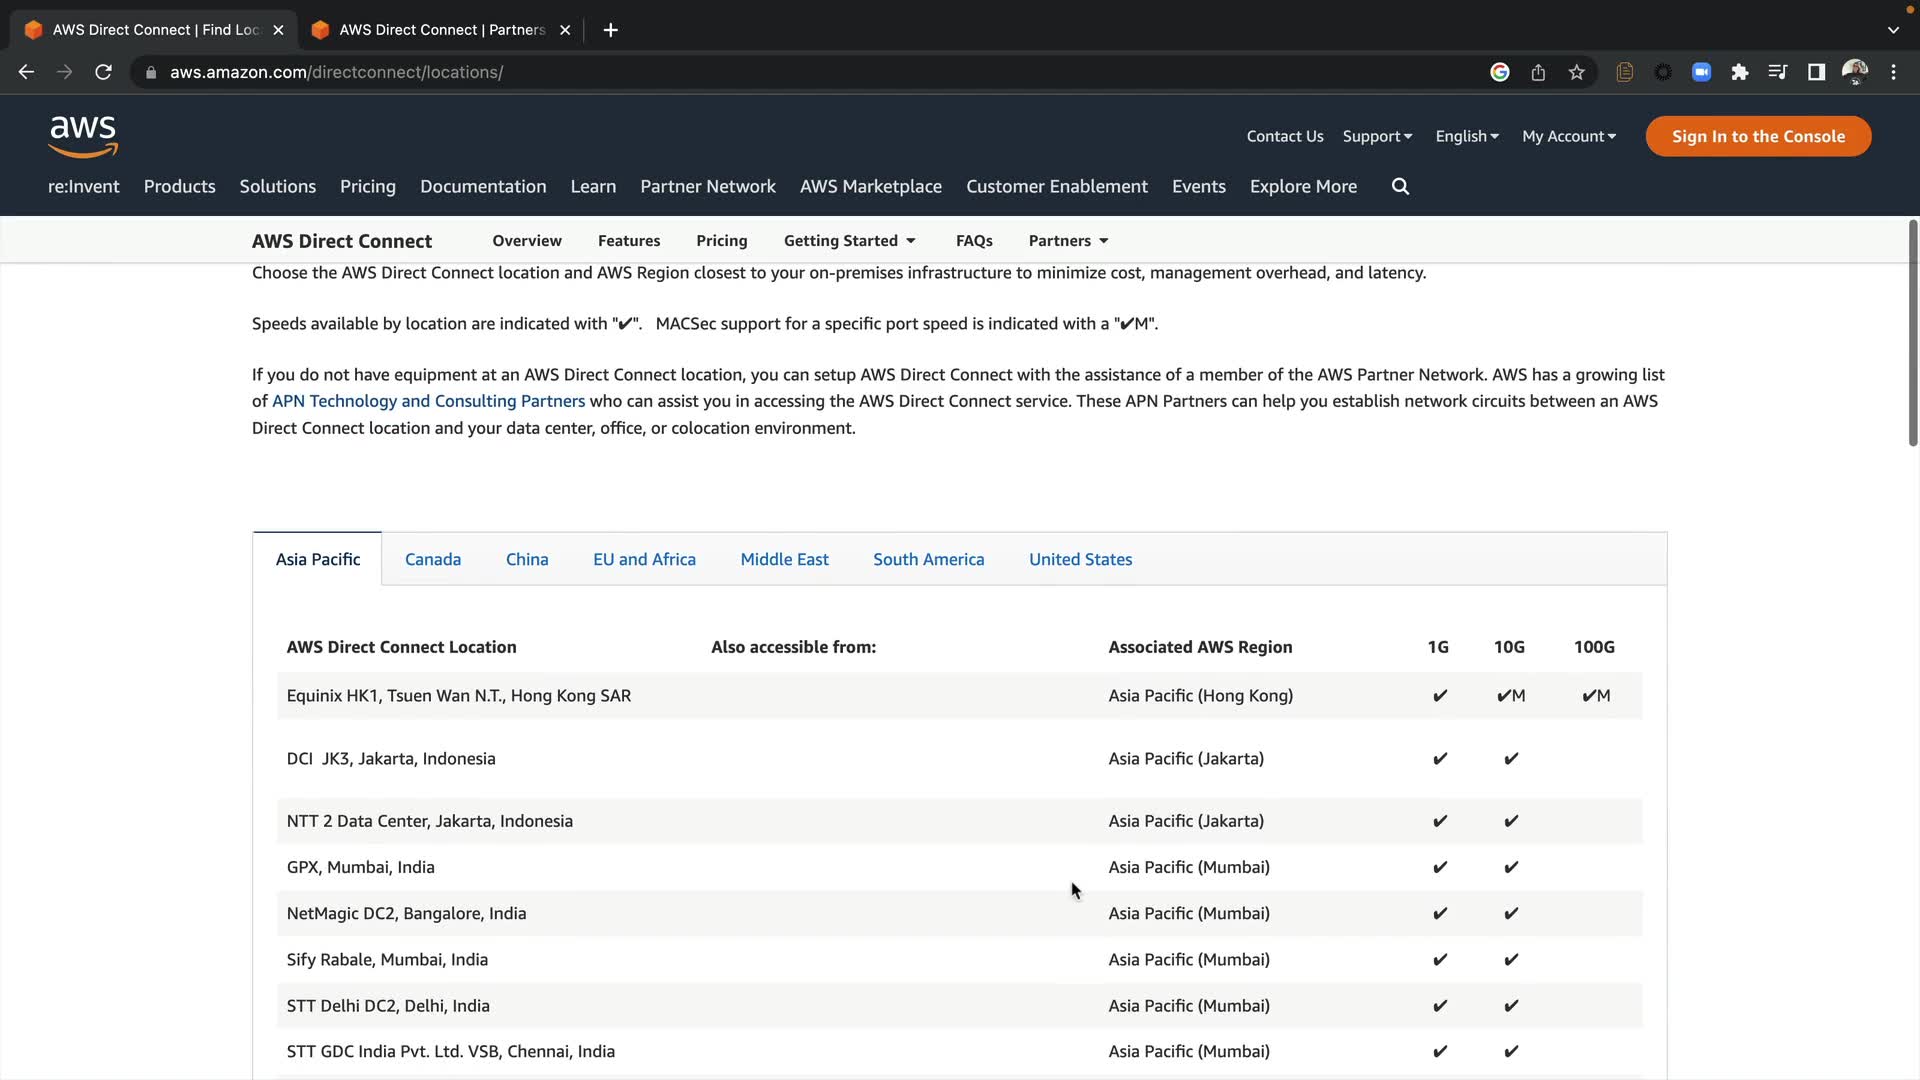 AWS Direct Connect | Find Loc
AWS Direct Connect | Partners
aws.amazon.com/directconnect/locations/
aws
Contact Us Support English My Account Sign In to the Console
re:Invent Products Solutions Pricing Documentation Learn Partner Network AWS Marketplace Customer Enablement Events Explore More
AWS Direct Connect Overview Features Pricing Getting Started FAQs Partners
Choose the AWS Direct Connect location and AWS Region closest to your on-premises infrastructure to minimize cost, management overhead, and latency.
Speeds available by location are indicated with "✔". MACSec support for a specific port speed is indicated with a "✔M".
If you do not have equipment at an AWS Direct Connect location, you can setup AWS Direct Connect with the assistance of a member of the AWS Partner Network. AWS has a growing list
of APN Technology and Consulting Partners who can assist you in accessing the AWS Direct Connect service. These APN Partners can help you establish network circuits between an AWS
Direct Connect location and your data center, office, or colocation environment.
Asia Pacific Canada China EU and Africa Middle East South America United States
AWS Direct Connect Location Also accessible from: Associated AWS Region 1G 10G 100G
Equinix HK1, Tsuen Wan N.T., Hong Kong SAR Asia Pacific (Hong Kong) ✔ ✔M ✔M
DCI JK3, Jakarta, Indonesia Asia Pacific (Jakarta) ✔ ✔
NTT 2 Data Center, Jakarta, Indonesia Asia Pacific (Jakarta) ✔ ✔
GPX, Mumbai, India Asia Pacific (Mumbai) ✔ ✔
NetMagic DC2, Bangalore, India Asia Pacific (Mumbai) ✔ ✔
Sify Rabale, Mumbai, India Asia Pacific (Mumbai) ✔ ✔
STT Delhi DC2, Delhi, India Asia Pacific (Mumbai) ✔ ✔
STT GDC India Pvt. Ltd. VSB, Chennai, India Asia Pacific (Mumbai) ✔ ✔